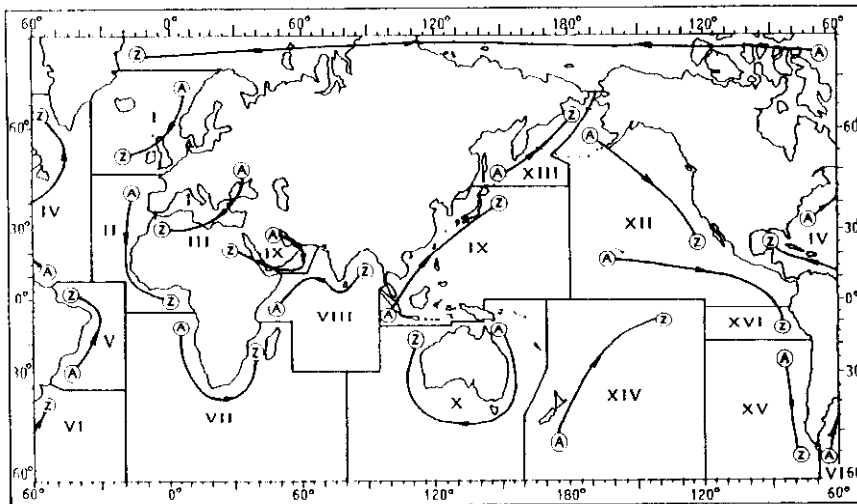 60° 0° 60° 120° 180° 120° 60°
A
Z A
Z A
60° Z I Z A 60°
Z A XIII
A A IV
30° IV II Z III XII 30°
A Z Z Z
Z IX IX A
A Z
0° Z Z A VIII A 0°
A A XVI Z
V Z Z A Z
30° A X XIV A 30°
Z VII XV
VI A
Z A
60° VI 60°
60° 0° 60° 120° 180° 120° 60°